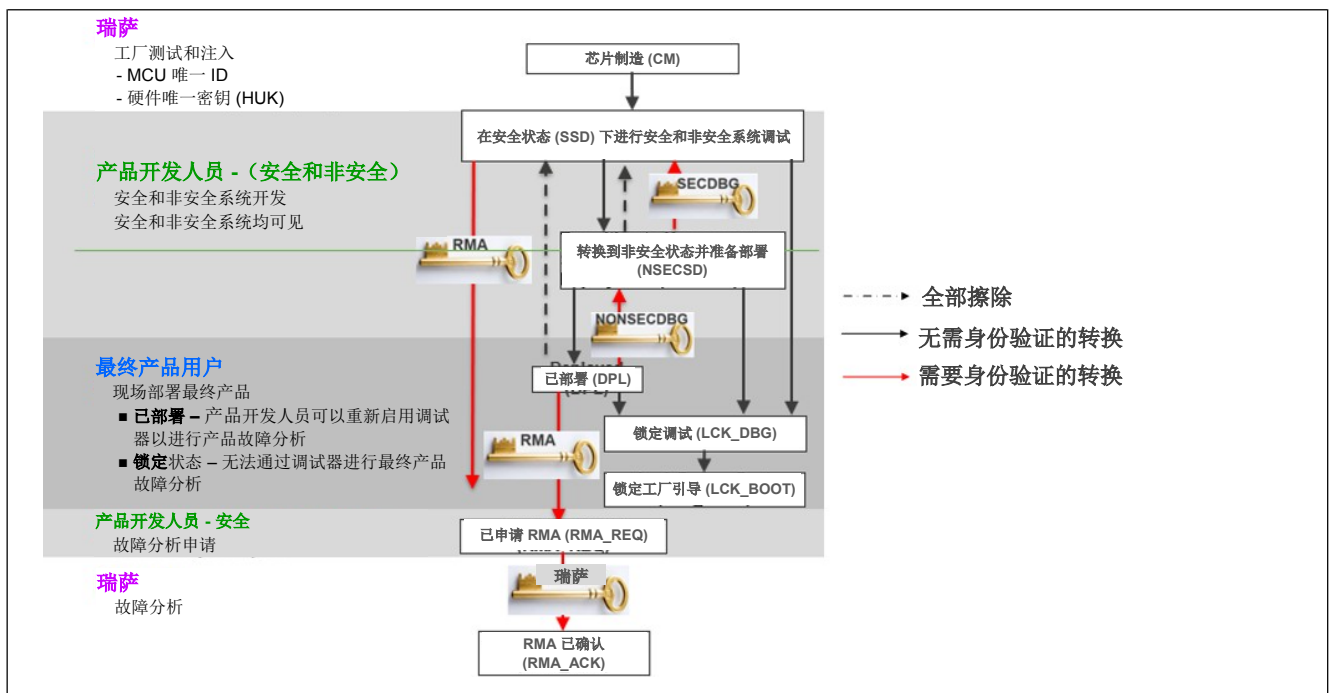 瑞萨
工厂测试和注入
- MCU 唯一 ID
- 硬件唯一密钥 (HUK)
芯片制造 (CM)
在安全状态 (SSD) 下进行安全和非安全系统调试
产品开发人员 -（安全和非安全）
安全和非安全系统开发
安全和非安全系统均可见
SECDBG
RMA
转换到非安全状态并准备部署
(NSECSD)
NONSECDBG
全部擦除
无需身份验证的转换
需要身份验证的转换
最终产品用户
现场部署最终产品
■ 已部署 – 产品开发人员可以重新启用调试
器以进行产品故障分析
■ 锁定状态 – 无法通过调试器进行最终产品
故障分析
已部署 (DPL)
RMA
锁定调试 (LCK_DBG)
锁定工厂引导 (LCK_BOOT)
产品开发人员 - 安全
故障分析申请
已申请 RMA (RMA_REQ)
瑞萨
故障分析
瑞萨
RMA 已确认
(RMA_ACK)